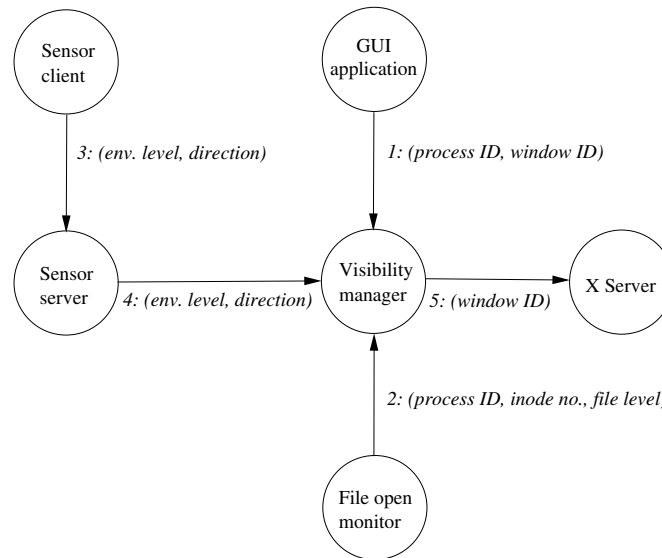 Sensor
client
GUI
application
3: (env. level, direction)
1: (process ID, window ID)
Sensor
server
Visibility
manager
X Server
4: (env. level, direction)
5: (window ID)
2: (process ID, inode no., file level)
File open
monitor